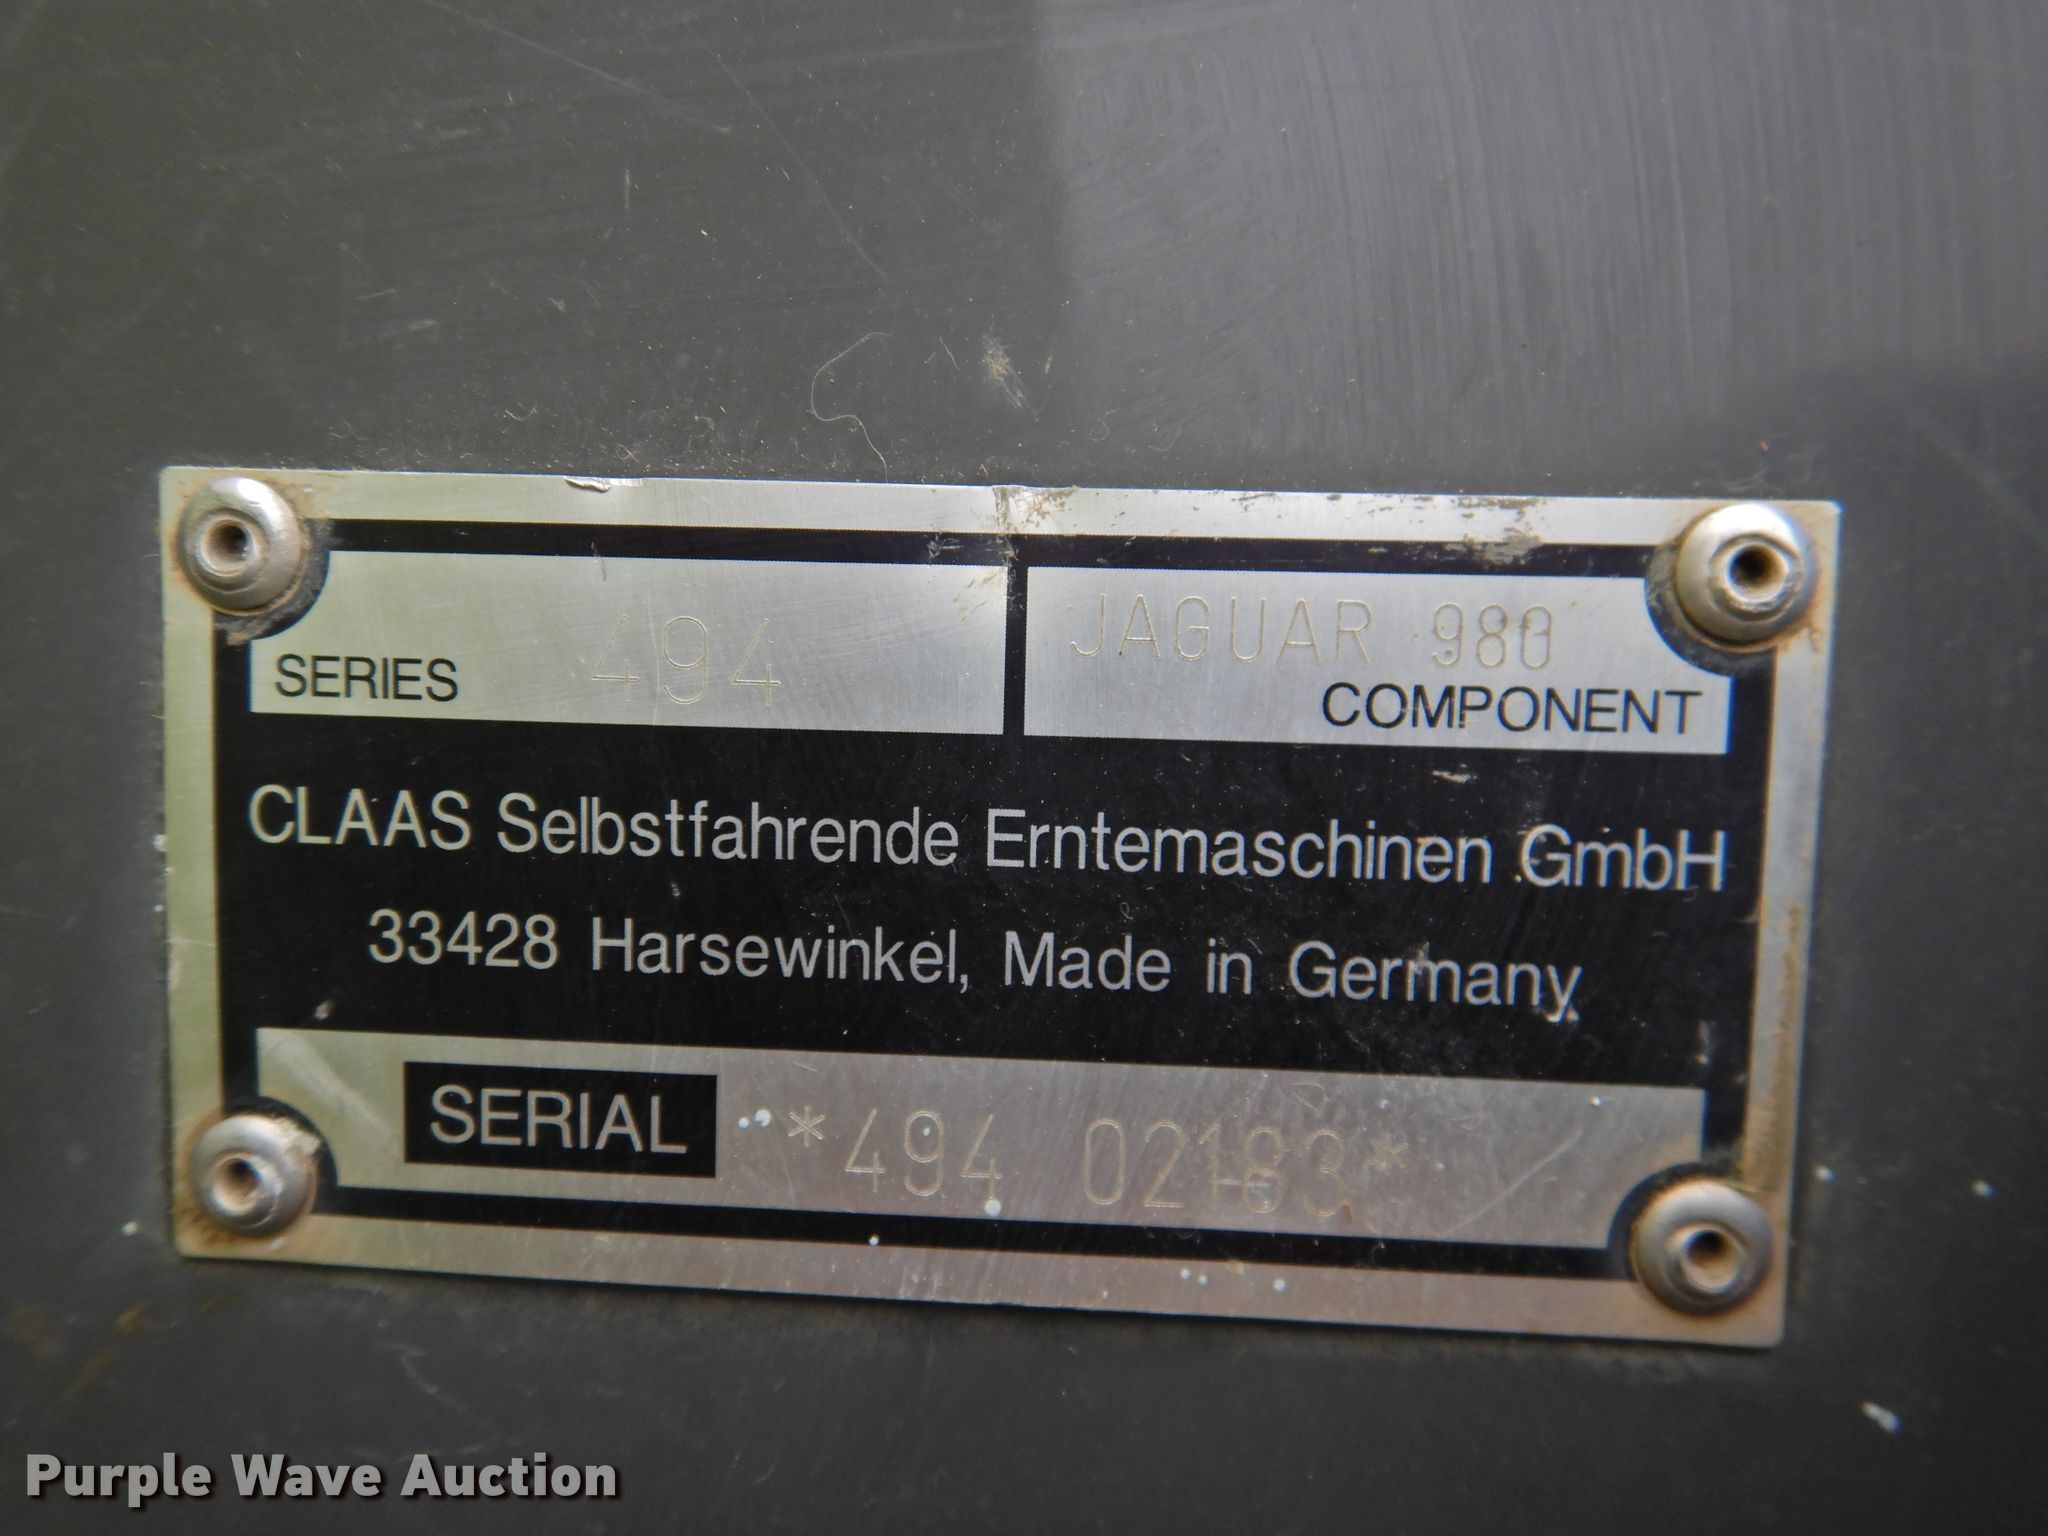 SERIES 494
JAGUAR 980
COMPONENT
CLAAS Selbstfahrende Erntemaschinen GmbH
33428 Harsewinkel, Made in Germany
SERIAL *494 02183*
Purple Wave Auction